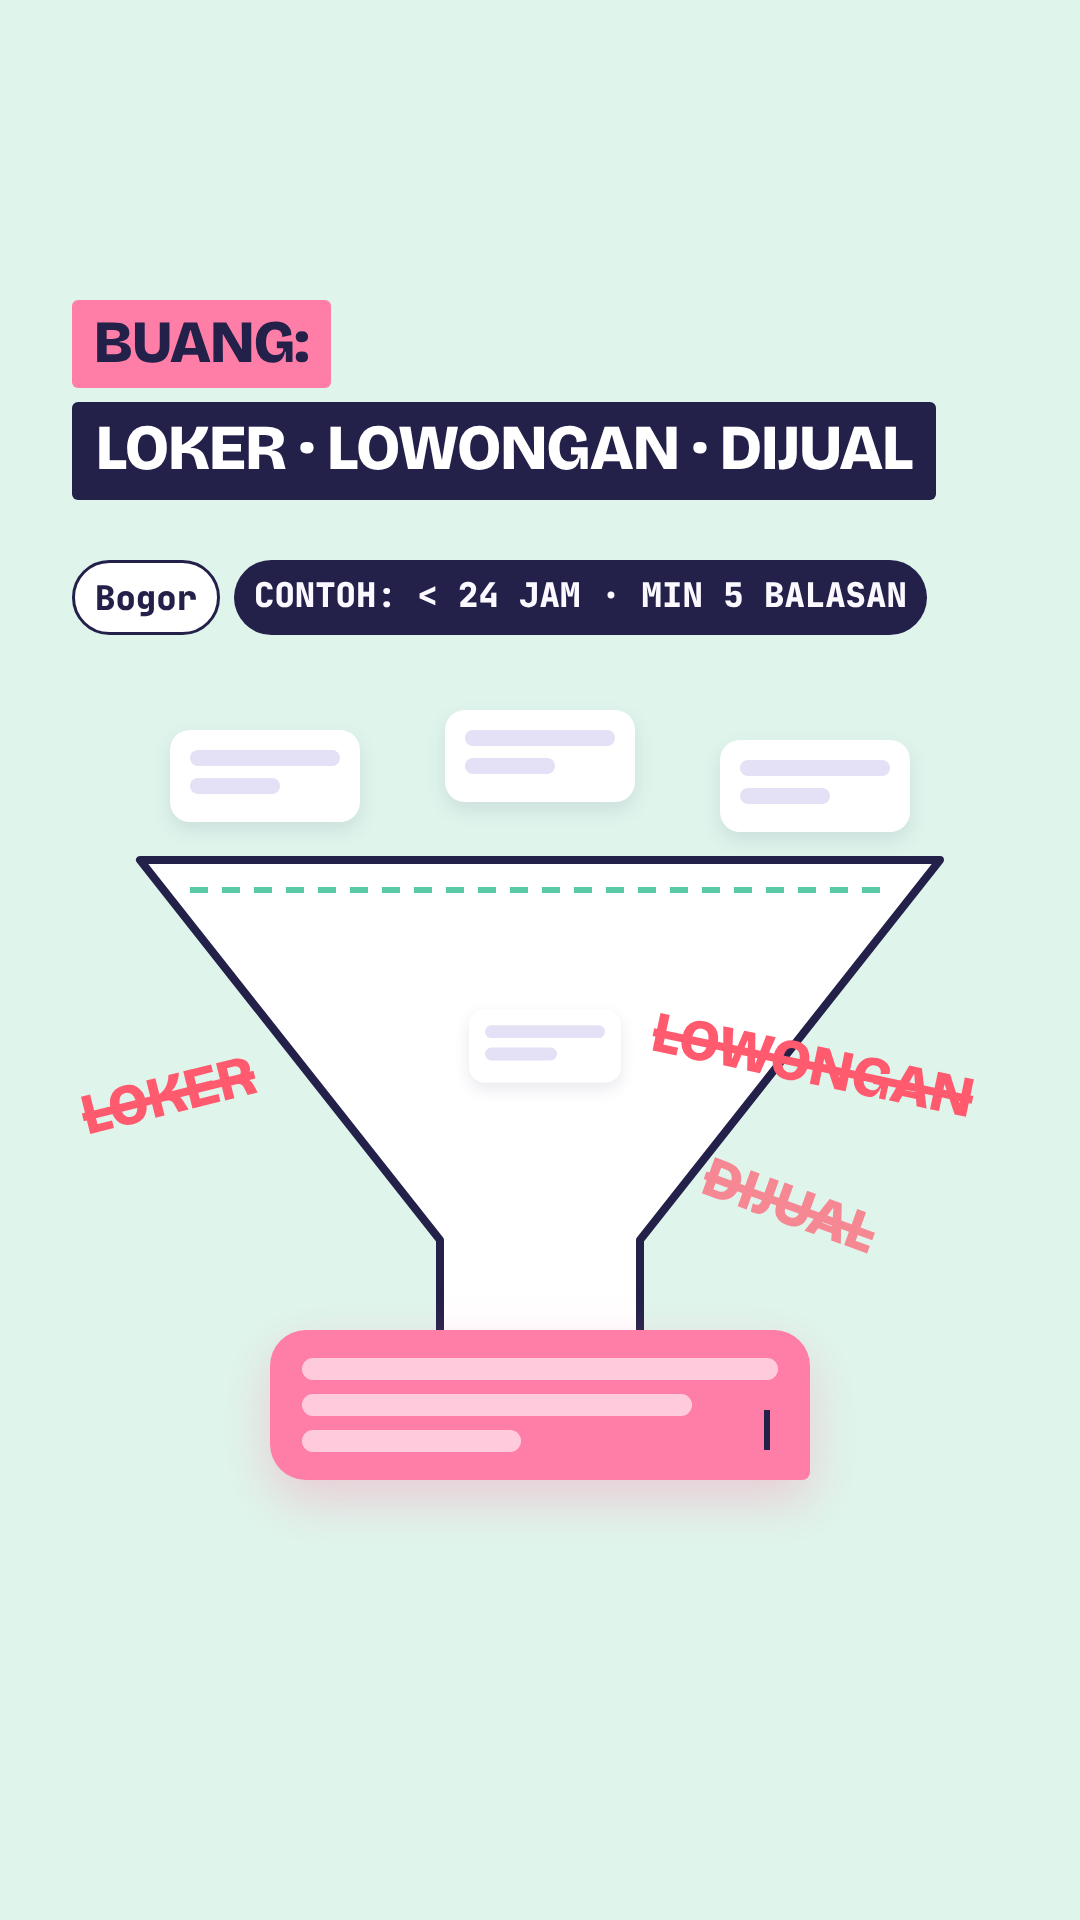 BUANG:
LOKER · LOWONGAN · DIJUAL
Bogor
CONTOH: < 24 JAM · MIN 5 BALASAN
LOWONGAN
LOKER
DIJUAL